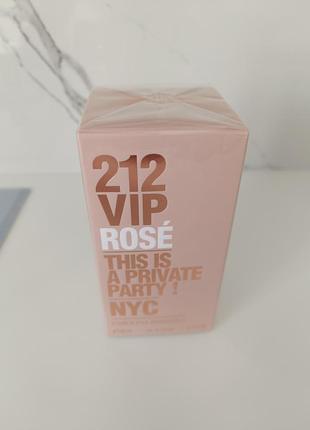 212
VIP
ROSÉ
THIS IS
A PRIVATE
PARTY !
NYC